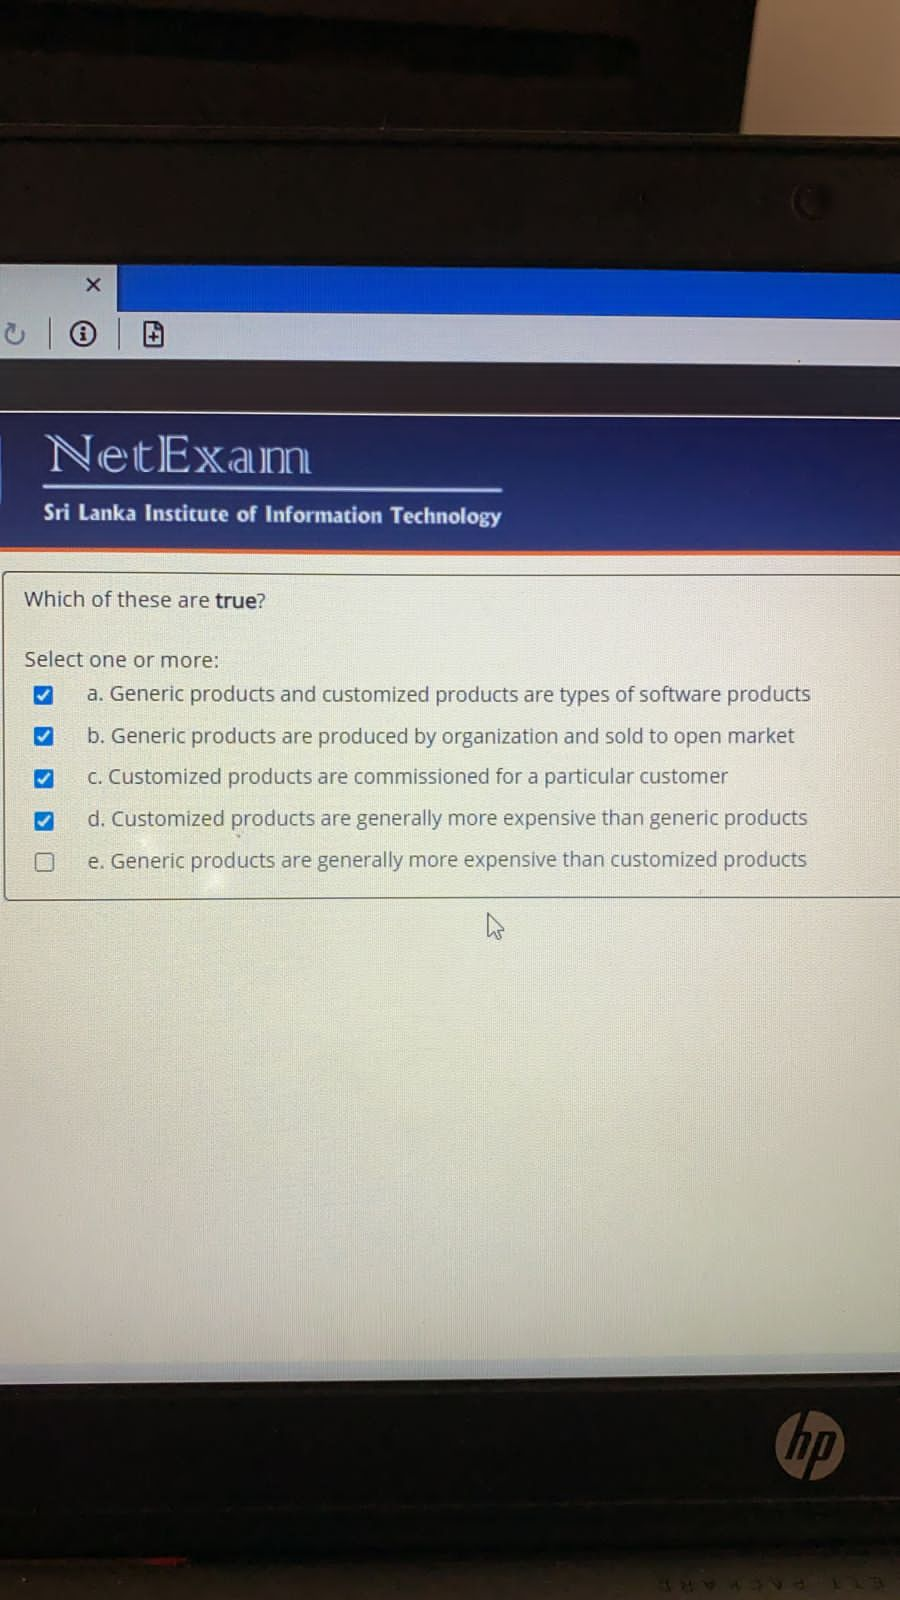 NetExam
Sri Lanka Institute of Information Technology
Which of these are true?
Select one or more:
a. Generic products and customized products are types of software products
b. Generic products are produced by organization and sold to open market
c. Customized products are commissioned for a particular customer
d. Customized products are generally more expensive than generic products
e. Generic products are generally more expensive than customized products
hp